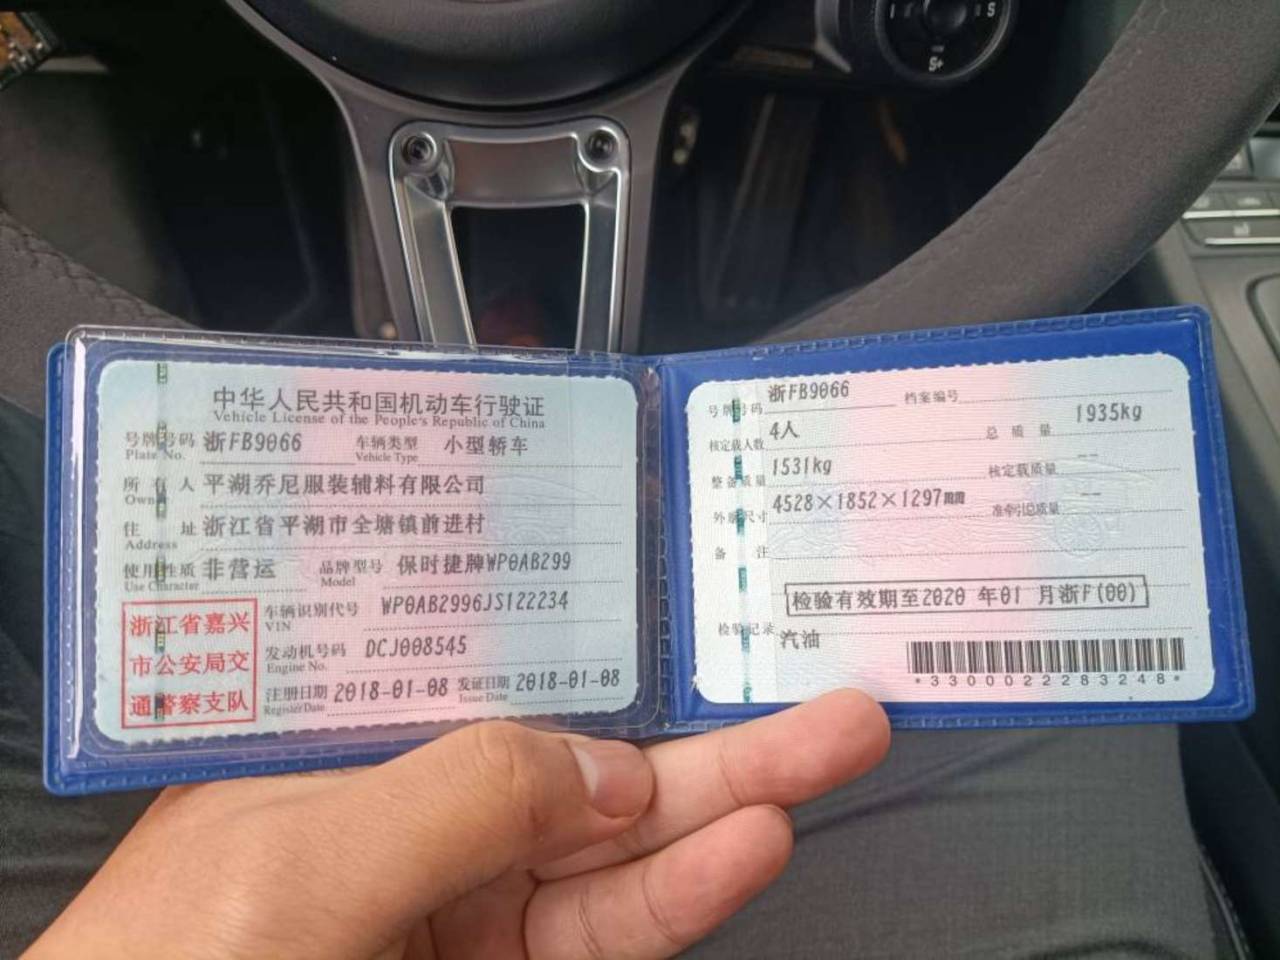 I S
S+
中华人民共和国机动车行驶证
Vehicle License of the People's Republic of China
号牌号码 浙FB9066 车辆类型 小型轿车
Plate No. Vehicle Type
所有人 平湖乔尼服装辅料有限公司
Owner
住址 浙江省平湖市全塘镇前进村
Address
使用性质 非营运 品牌型号 保时捷牌WP0AB299
Use Character Model
浙江省嘉兴
市公安局交
通警察支队
车辆识别代号 WP0AB2996JS122234
VIN
发动机号码 DCJ008545
Engine No.
注册日期 2018-01-08 发证日期 2018-01-08
Register Date Issue Date
号牌号码 浙FB9066 档案编号
核定载人数 4人 总质量 1935kg
整备质量 1531kg 核定载质量 --
外廓尺寸 4528×1852×1297mm 准牵引总质量 --
备注
检验有效期至2020 年01 月浙F(00)
检验记录
汽油
*3300022283248*